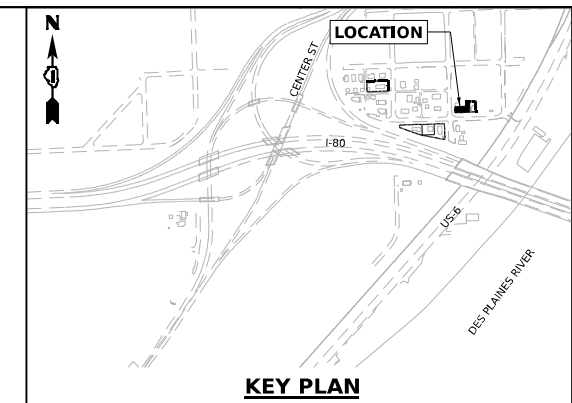 N
LOCATION
CENTER ST
I-80
US-6
DES PLAINES RIVER
KEY PLAN